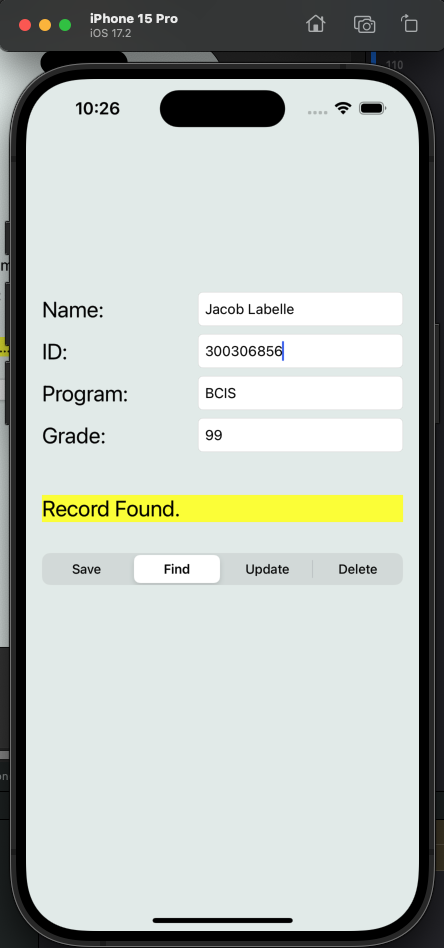 iPhone 15 Pro
iOS 17.2
110
10:26
Name: Jacob Labelle
ID: 300306856
Program: BCIS
Grade: 99
Record Found.
Save Find Update Delete